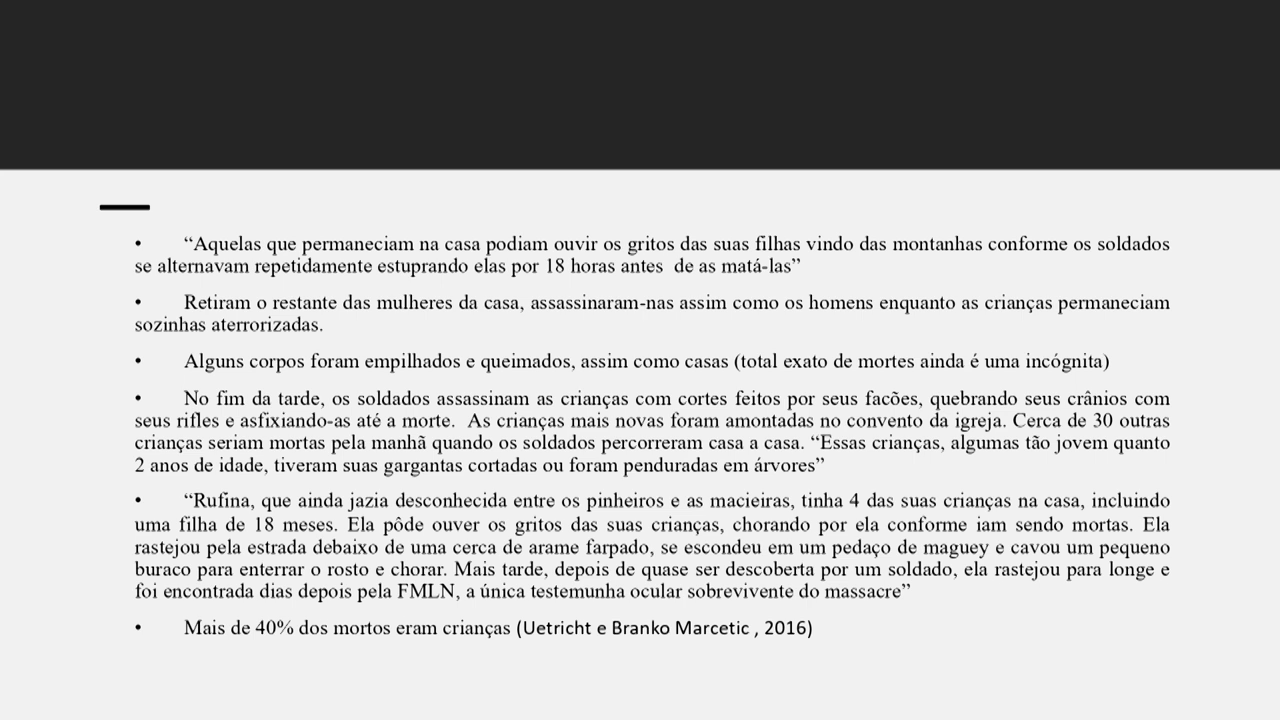 • “Aquelas que permaneciam na casa podiam ouvir os gritos das suas filhas vindo das montanhas conforme os soldados
se alternavam repetidamente estuprando elas por 18 horas antes de as matá-las”
• Retiram o restante das mulheres da casa, assassinaram-nas assim como os homens enquanto as crianças permaneciam
sozinhas aterrorizadas.
• Alguns corpos foram empilhados e queimados, assim como casas (total exato de mortes ainda é uma incógnita)
• No fim da tarde, os soldados assassinam as crianças com cortes feitos por seus facões, quebrando seus crânios com
seus rifles e asfixiando-as até a morte. As crianças mais novas foram amontadas no convento da igreja. Cerca de 30 outras
crianças seriam mortas pela manhã quando os soldados percorreram casa a casa. “Essas crianças, algumas tão jovem quanto
2 anos de idade, tiveram suas gargantas cortadas ou foram penduradas em árvores”
• “Rufina, que ainda jazia desconhecida entre os pinheiros e as macieiras, tinha 4 das suas crianças na casa, incluindo
uma filha de 18 meses. Ela pôde ouver os gritos das suas crianças, chorando por ela conforme iam sendo mortas. Ela
rastejou pela estrada debaixo de uma cerca de arame farpado, se escondeu em um pedaço de maguey e cavou um pequeno
buraco para enterrar o rosto e chorar. Mais tarde, depois de quase ser descoberta por um soldado, ela rastejou para longe e
foi encontrada dias depois pela FMLN, a única testemunha ocular sobrevivente do massacre”
• Mais de 40% dos mortos eram crianças (Uetricht e Branko Marcetic , 2016)